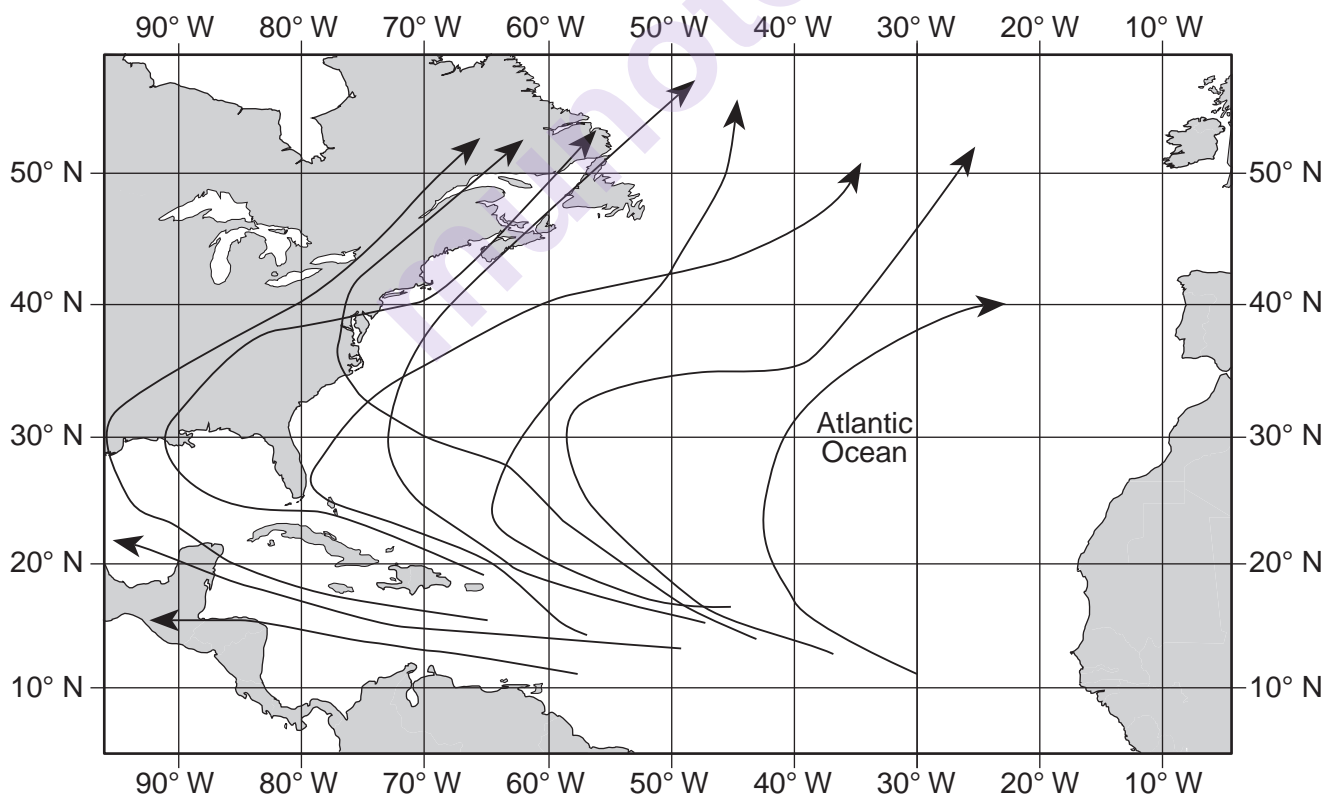 90° W 80° W 70° W 60° W 50° W 40° W 30° W 20° W 10° W
50° N 50° N
40° N 40° N
Atlantic
30° N 30° N
Ocean
20° N 20° N
10° N 10° N
90° W 80° W 70° W 60° W 50° W 40° W 30° W 20° W 10° W